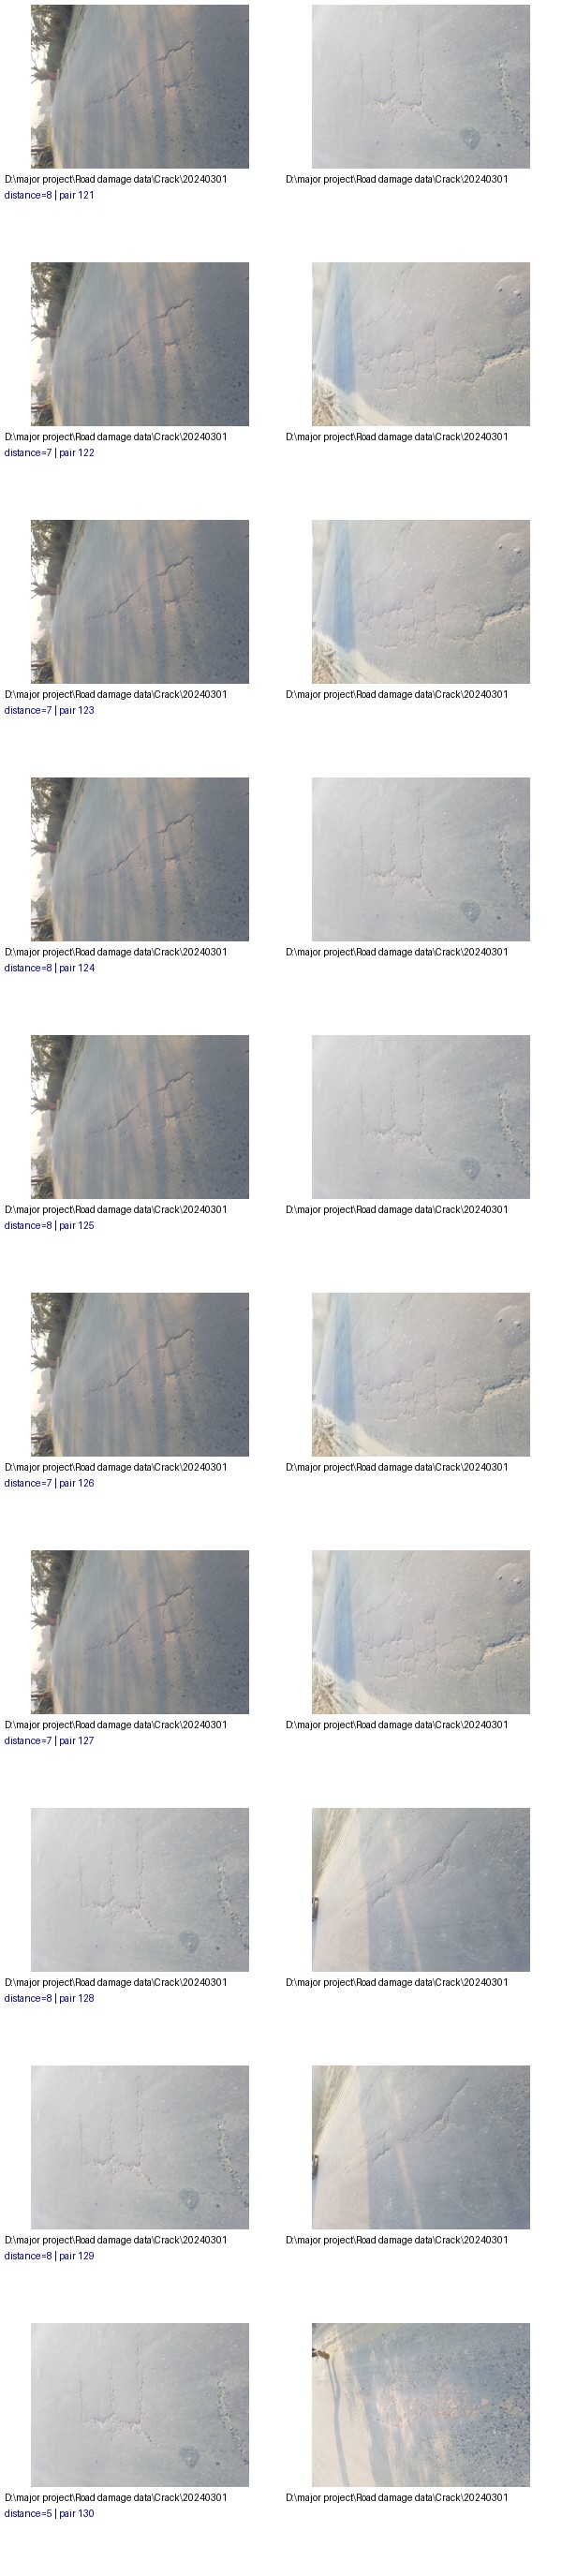 D:\major project\Road damage data\Crack\20240301 D:\major project\Road damage data\Crack\20240301
distance=8 | pair 121
D:\major project\Road damage data\Crack\20240301 D:\major project\Road damage data\Crack\20240301
distance=7 | pair 122
D:\major project\Road damage data\Crack\20240301 D:\major project\Road damage data\Crack\20240301
distance=7 | pair 123
D:\major project\Road damage data\Crack\20240301 D:\major project\Road damage data\Crack\20240301
distance=8 | pair 124
D:\major project\Road damage data\Crack\20240301 D:\major project\Road damage data\Crack\20240301
distance=8 | pair 125
D:\major project\Road damage data\Crack\20240301 D:\major project\Road damage data\Crack\20240301
distance=7 | pair 126
D:\major project\Road damage data\Crack\20240301 D:\major project\Road damage data\Crack\20240301
distance=7 | pair 127
D:\major project\Road damage data\Crack\20240301 D:\major project\Road damage data\Crack\20240301
distance=8 | pair 128
D:\major project\Road damage data\Crack\20240301 D:\major project\Road damage data\Crack\20240301
distance=8 | pair 129
D:\major project\Road damage data\Crack\20240301 D:\major project\Road damage data\Crack\20240301
distance=5 | pair 130